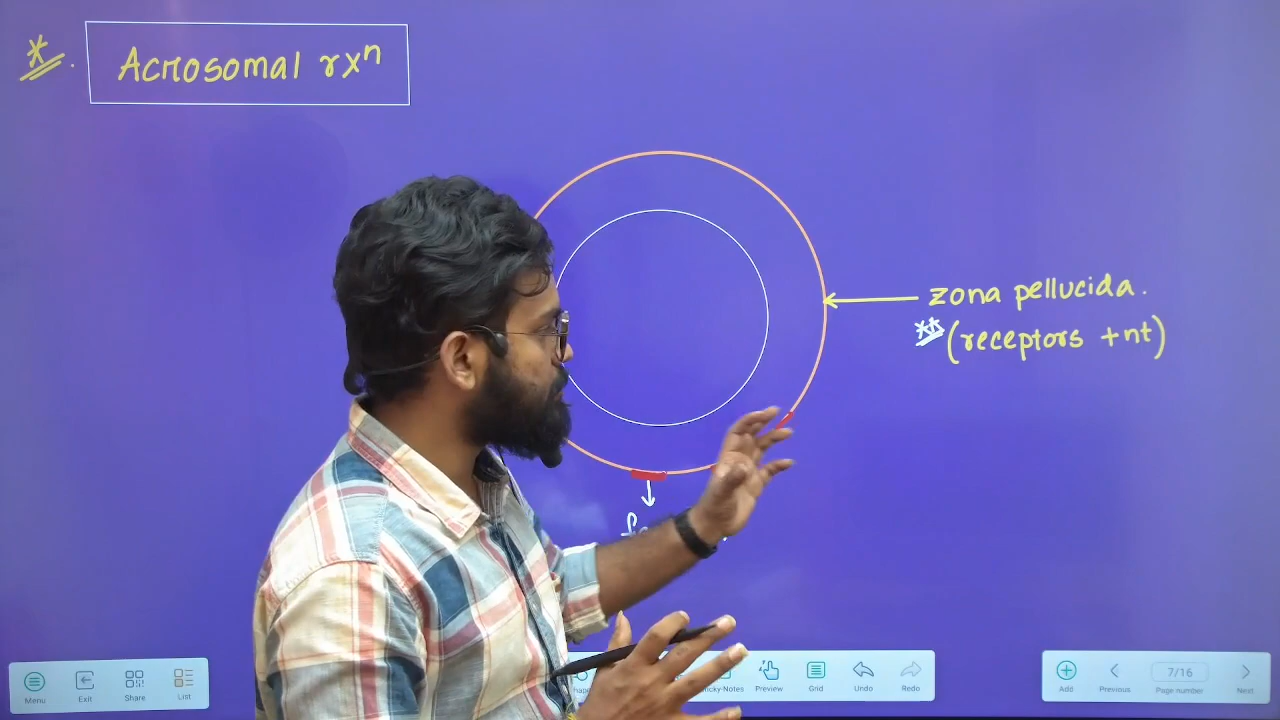 Acrosomal rxⁿ
zona pellucida.
(receptors +nt)
Menu
Exit
Share
List
Preview
Grid
Undo
Redo
Add
Previous
7/16
Page number
Next